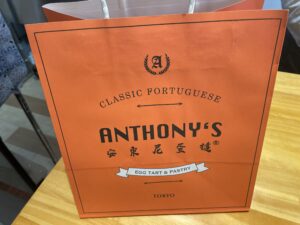 A
CLASSIC PORTUGUESE
ANTHONY'S
安東尼蛋撻®
EGG TART & PASTRY
TOKYO